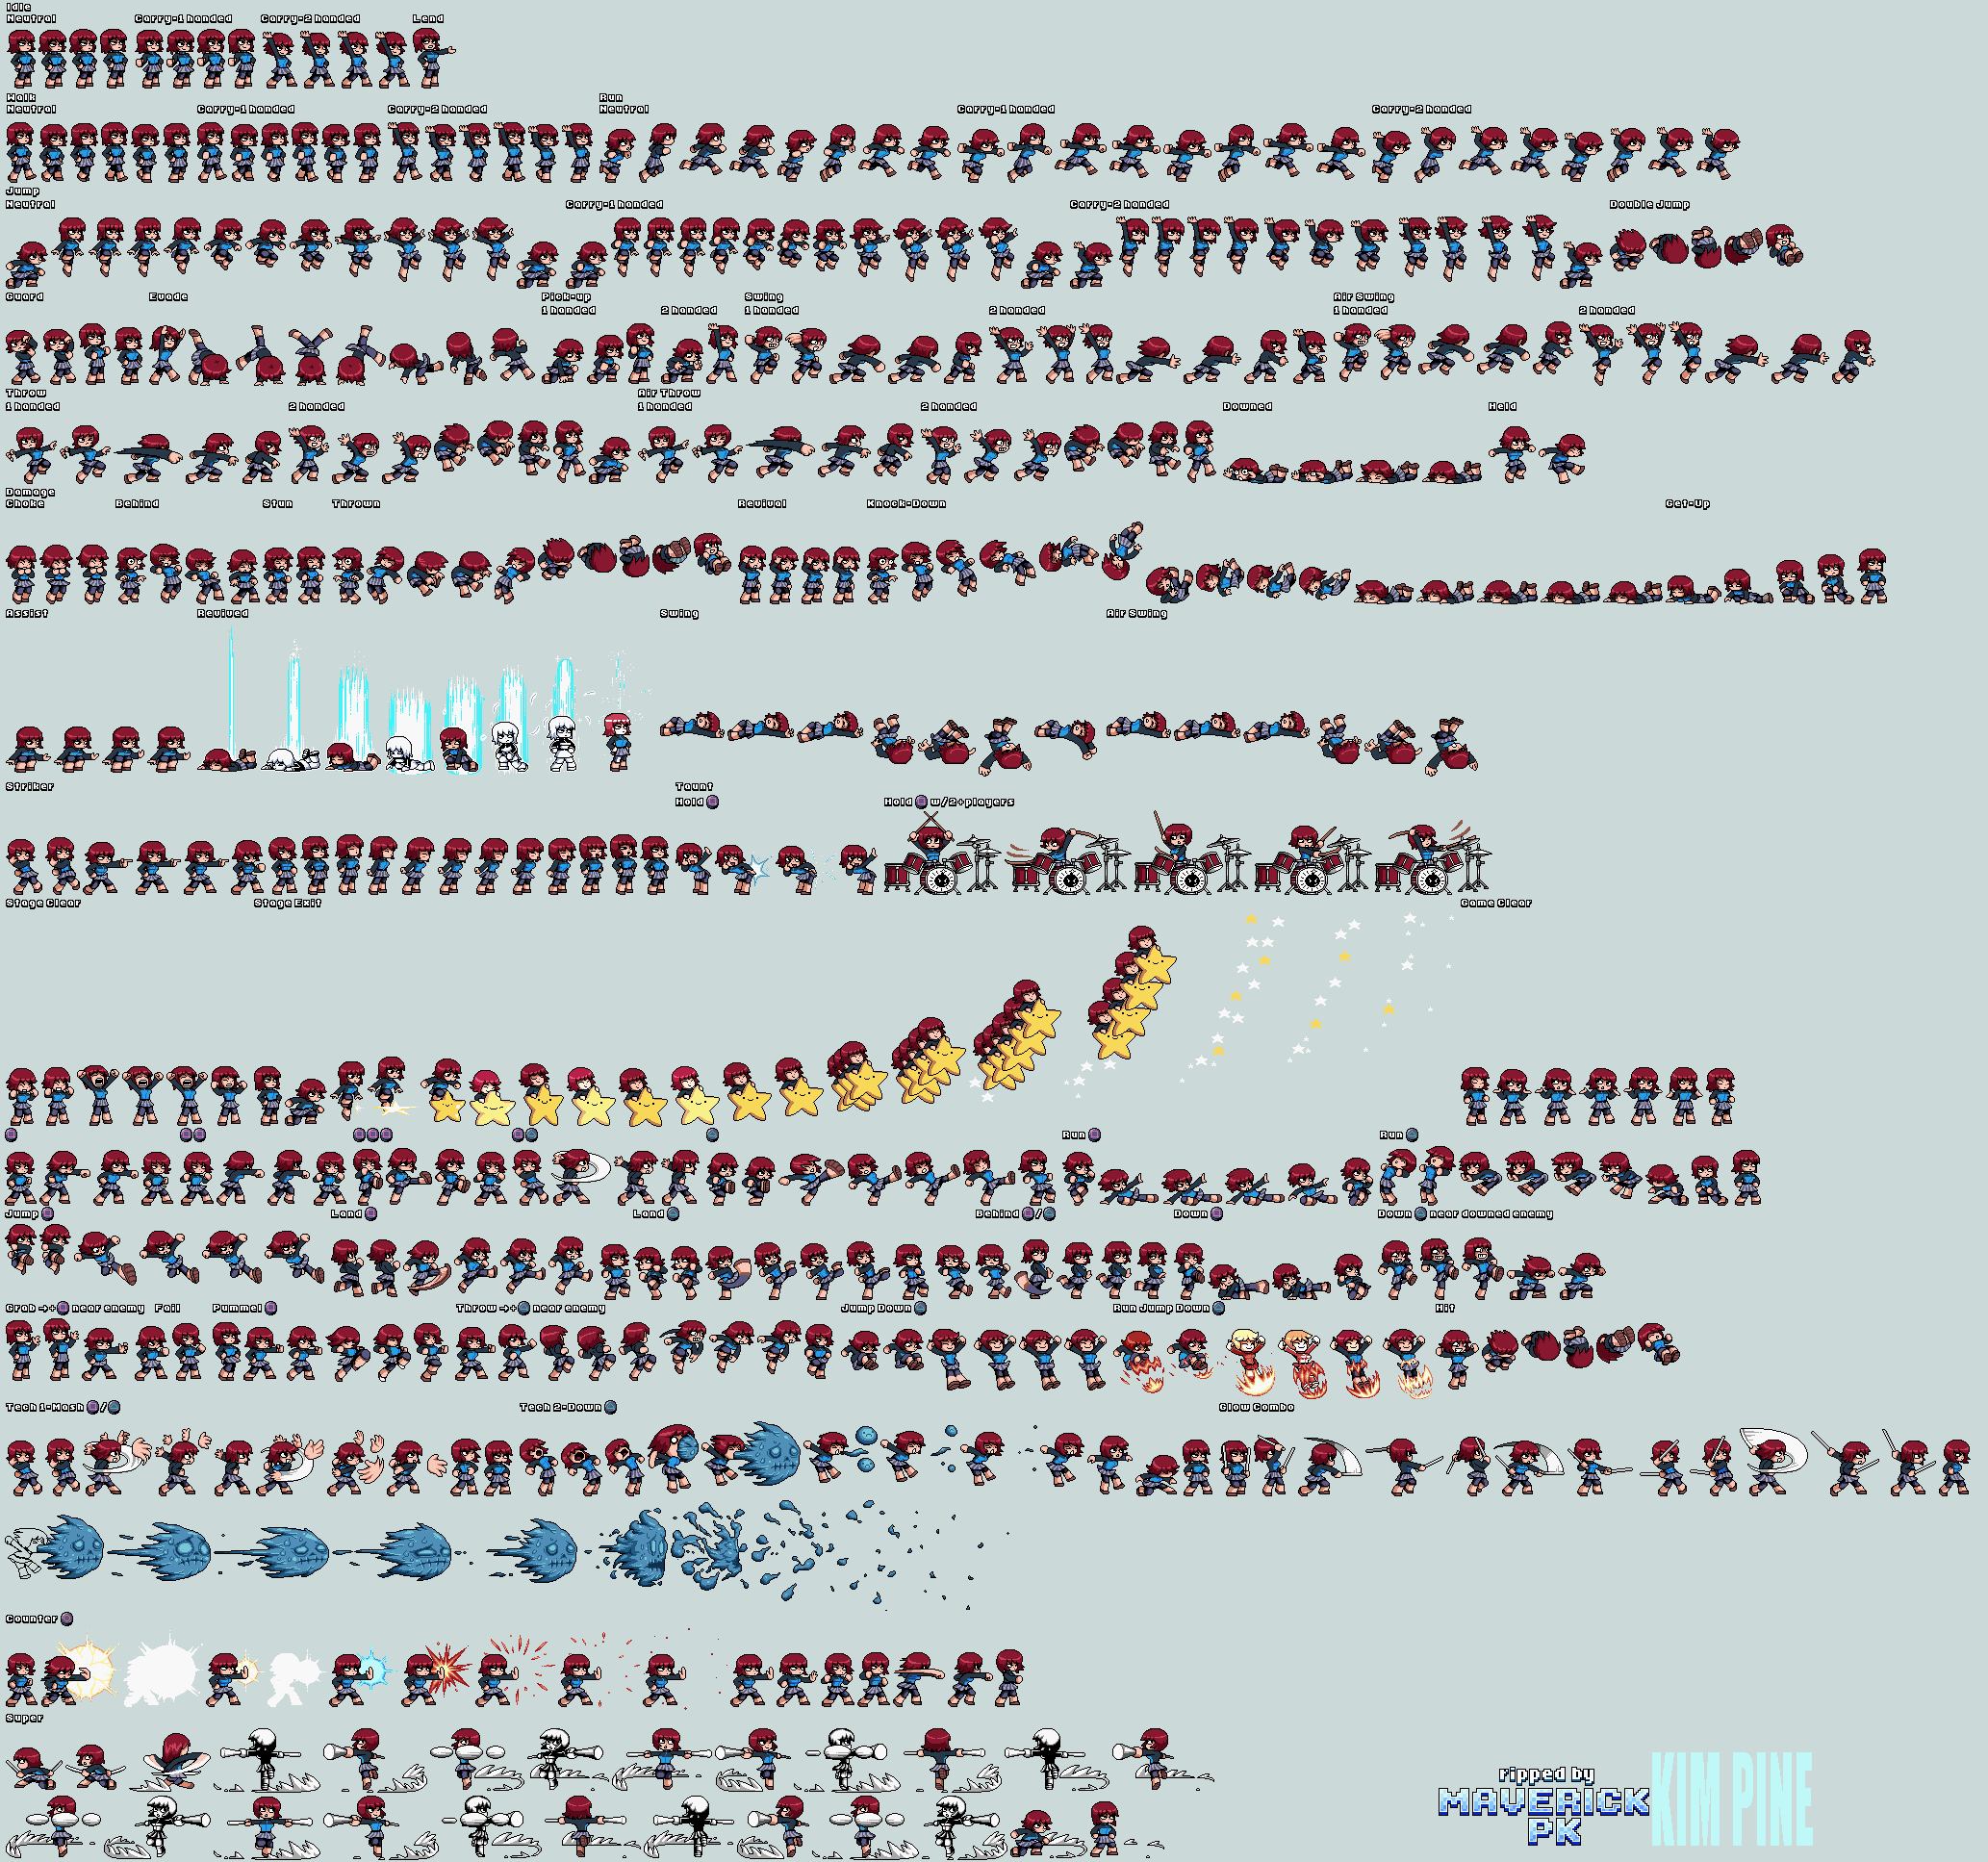 Idle
Neutral Carry-1 handed Carry-2 handed Lend
Walk Run
Neutral Carry-1 handed Carry-2 handed Neutral Carry-1 handed Carry-2 handed
Jump
Neutral Carry-1 handed Carry-2 handed Double Jump
Guard Evade Pick-up Swing Air Swing
1 handed 2 handed 1 handed 2 handed 1 handed 2 handed
Throw Air Throw
1 handed 2 handed 1 handed 2 handed Downed Held
Damage
Choke Behind Stun Thrown Revival Knock-Down Get-Up
Assist Revived Swing Air Swing
Striker Taunt
Hold Hold w/2+players
Stage Clear Stage Exit Game Clear
Run Run
Jump Land Land Behind / Down Down near downed enemy
Grab →+ near enemy Fail Pummel Throw →+ near enemy Jump Down Run Jump Down Hit
Tech 1-Mash / Tech 2-Down Glow Combo
Counter
Super
ripped by
MAVERICK
PK
KIM PINE